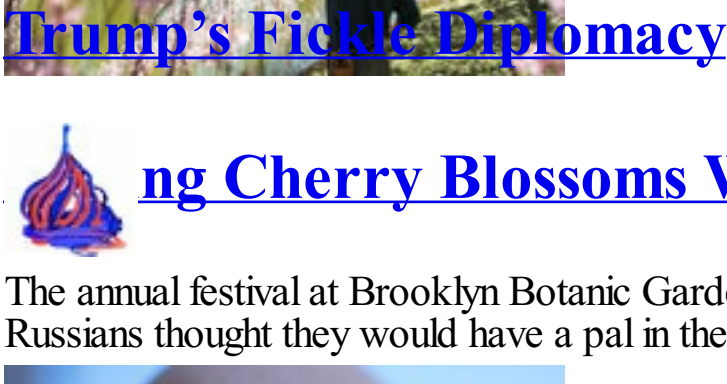 Trump’s Fickle Diplomacy
ng Cherry Blossoms
The annual festival at Brooklyn Botanic
Russians thought they would have a pal in the